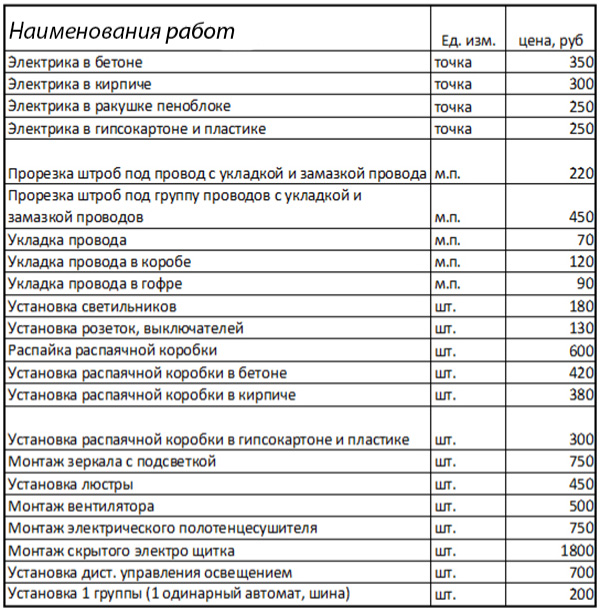 Наименования работ Ед. изм. цена, руб
Электрика в бетоне точка 350
Электрика в кирпиче точка 300
Электрика в ракушке пеноблоке точка 250
Электрика в гипсокартоне и пластике точка 250
Прорезка штроб под провод с укладкой и замазкой провода м.п. 220
Прорезка штроб под группу проводов с укладкой и
замазкой проводов м.п. 450
Укладка провода м.п. 70
Укладка провода в коробе м.п. 120
Укладка провода в гофре м.п. 90
Установка светильников шт. 180
Установка розеток, выключателей шт. 130
Распайка распаячной коробки шт. 600
Установка распаячной коробки в бетоне шт. 420
Установка распаячной коробки в кирпиче шт. 380
Установка распаячной коробки в гипсокартоне и пластике шт. 300
Монтаж зеркала с подсветкой шт. 750
Установка люстры шт. 450
Монтаж вентилятора шт. 500
Монтаж электрического полотенцесушителя шт. 750
Монтаж скрытого электро щитка шт. 1800
Установка дист. управления освещением шт. 700
Установка 1 группы (1 одинарный автомат, шина) шт. 200